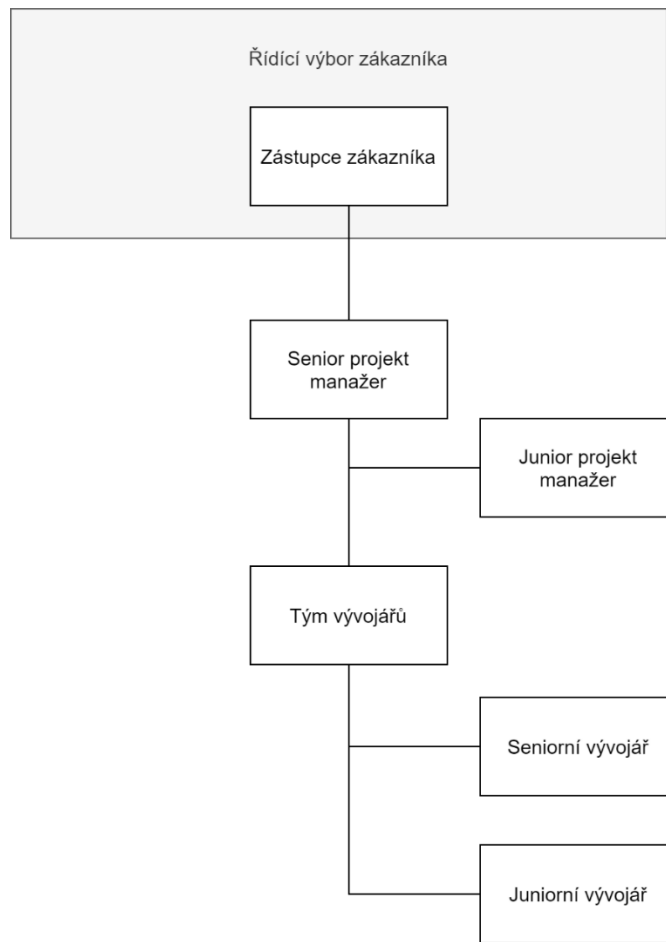 Řídící výbor zákazníka
Zástupce zákazníka
Senior projekt
manažer
Junior projekt
manažer
Tým vývojářů
Seniorní vývojář
Juniorní vývojář